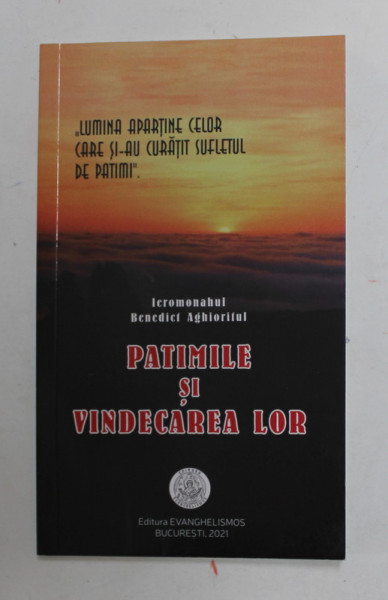 „LUMINA APARȚINE CELOR
CARE ȘI-AU CURĂȚIT SUFLETUL
DE PATIMI".
Ieromonahul
Benedict Aghioritul
PATIMILE
ȘI
VINDECAREA LOR
Editura EVANGHELISMOS
BUCUREȘTI, 2021